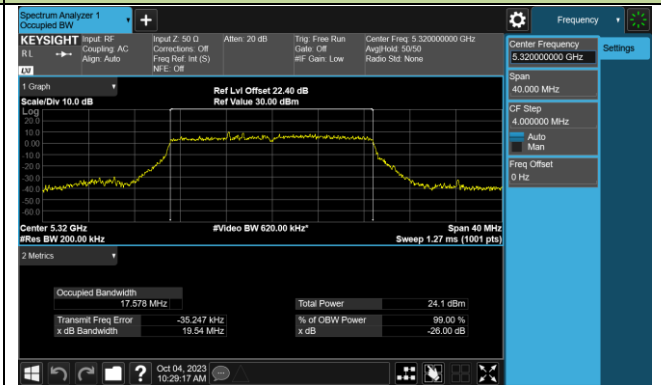 Spectrum Analyzer 1
Occupied BW
Frequency
KEYSIGHT
RL
LXI
Input: RF
Coupling: AC
Align: Auto
Input Z: 50 Ω
Corrections: Off
Freq Ref: Int (S)
NFE: Off
Atten: 20 dB
Trig: Free Run
Gate: Off
#IF Gain: Low
Center Freq: 5.320000000 GHz
Avg|Hold: 50/50
Radio Std: None
Center Frequency
5.320000000 GHz
Settings
Span
40.000 MHz
CF Step
4.000000 MHz
Auto
Man
Freq Offset
0 Hz
1 Graph
Scale/Div 10.0 dB
Ref Lvl Offset 22.40 dB
Ref Value 30.00 dBm
Log
20.0
10.0
0.00
-10.0
-20.0
-30.0
-40.0
-50.0
-60.0
Center 5.32 GHz
#Res BW 200.00 kHz
#Video BW 620.00 kHz*
Span 40 MHz
Sweep 1.27 ms (1001 pts)
2 Metrics
Occupied Bandwidth
17.578 MHz
Total Power 24.1 dBm
Transmit Freq Error -35.247 kHz
% of OBW Power 99.00 %
x dB Bandwidth 19.54 MHz
x dB -26.00 dB
Oct 04, 2023
10:29:17 AM